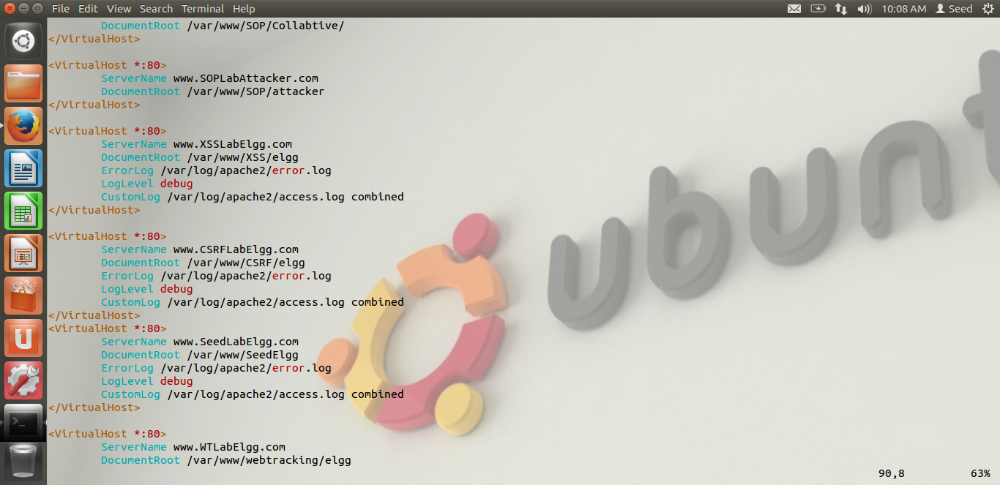 File Edit View Search Terminal Help 10:08 AM Seed
DocumentRoot /var/www/SOP/Collabtive/
</VirtualHost>
<VirtualHost *:80>
ServerName www.SOPLabAttacker.com
DocumentRoot /var/www/SOP/attacker
</VirtualHost>
<VirtualHost *:80>
ServerName www.XSSLabElgg.com
DocumentRoot /var/www/XSS/elgg
ErrorLog /var/log/apache2/error.log
LogLevel debug
CustomLog /var/log/apache2/access.log combined
</VirtualHost>
<VirtualHost *:80>
ServerName www.CSRFLabElgg.com
DocumentRoot /var/www/CSRF/elgg
ErrorLog /var/log/apache2/error.log
LogLevel debug
CustomLog /var/log/apache2/access.log combined
</VirtualHost>
<VirtualHost *:80>
ServerName www.SeedLabElgg.com
DocumentRoot /var/www/SeedElgg
ErrorLog /var/log/apache2/error.log
LogLevel debug
CustomLog /var/log/apache2/access.log combined
</VirtualHost>
<VirtualHost *:80>
ServerName www.WTLabElgg.com
DocumentRoot /var/www/webtracking/elgg
90,8 63%
ubunt